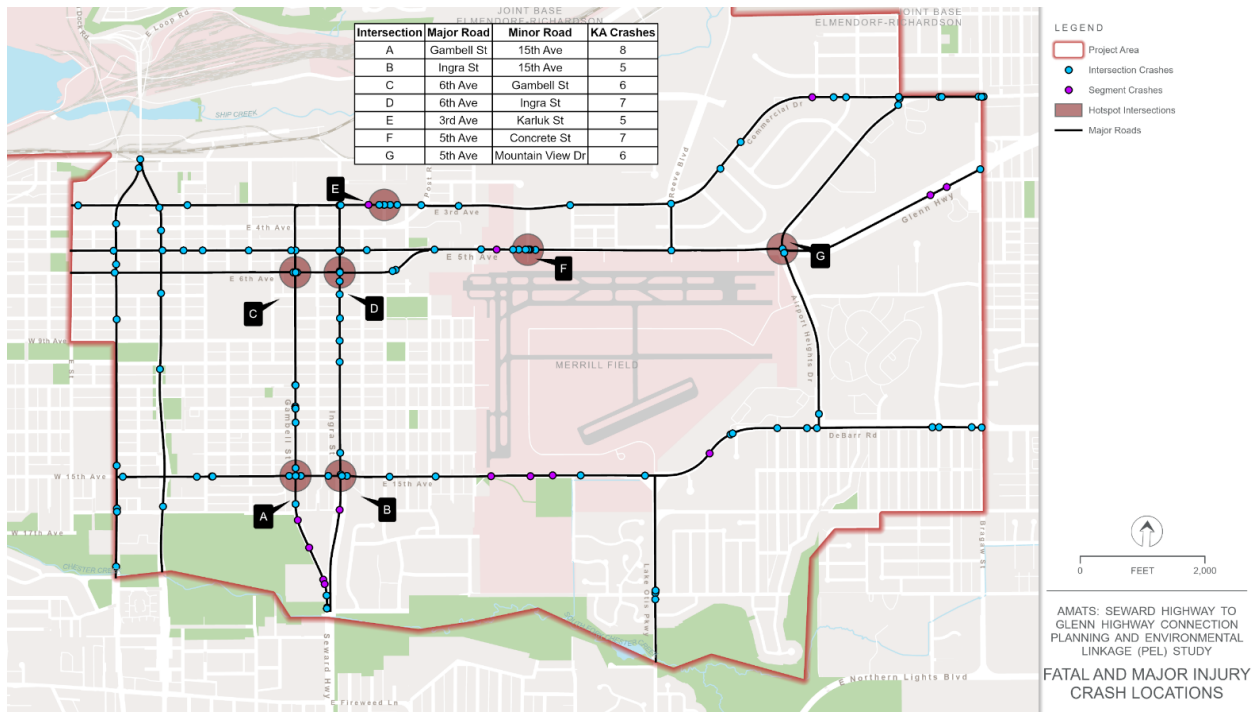 JOINT BASE
ELMENDORF-RICHARDSON
JOINT BASE
ELMENDORF-RICHARDSON
E Loop Rd
Dock Rd
SHIP CREEK
Intersection Major Road Minor Road KA Crashes
A Gambell St 15th Ave 8
B Ingra St 15th Ave 5
C 6th Ave Gambell St 6
D 6th Ave Ingra St 7
E 3rd Ave Karluk St 5
F 5th Ave Concrete St 7
G 5th Ave Mountain View Dr 6
Commercial Dr
Reeve Blvd
Post R
E
E 3rd Ave
Glenn Hwy
E 4th Ave
E 5th Ave
G
F
E 6th Ave
C
D
Airport Heights Dr
W 9th Ave
E St
MERRILL FIELD
Gambell St
Ingra St
DeBarr Rd
W 15th Ave
E 15th Ave
A
B
W 17th Ave
Bragaw St
CHESTER CREE
Lake Otis Pkwy
Seward Hwy
E Northern Lights Blvd
E Fireweed Ln
LEGEND
Project Area
Intersection Crashes
Segment Crashes
Hotspot Intersections
Major Roads
0 2,000
FEET
AMATS: SEWARD HIGHWAY TO
GLENN HIGHWAY CONNECTION
PLANNING AND ENVIRONMENTAL
LINKAGE (PEL) STUDY
FATAL AND MAJOR INJURY
CRASH LOCATIONS